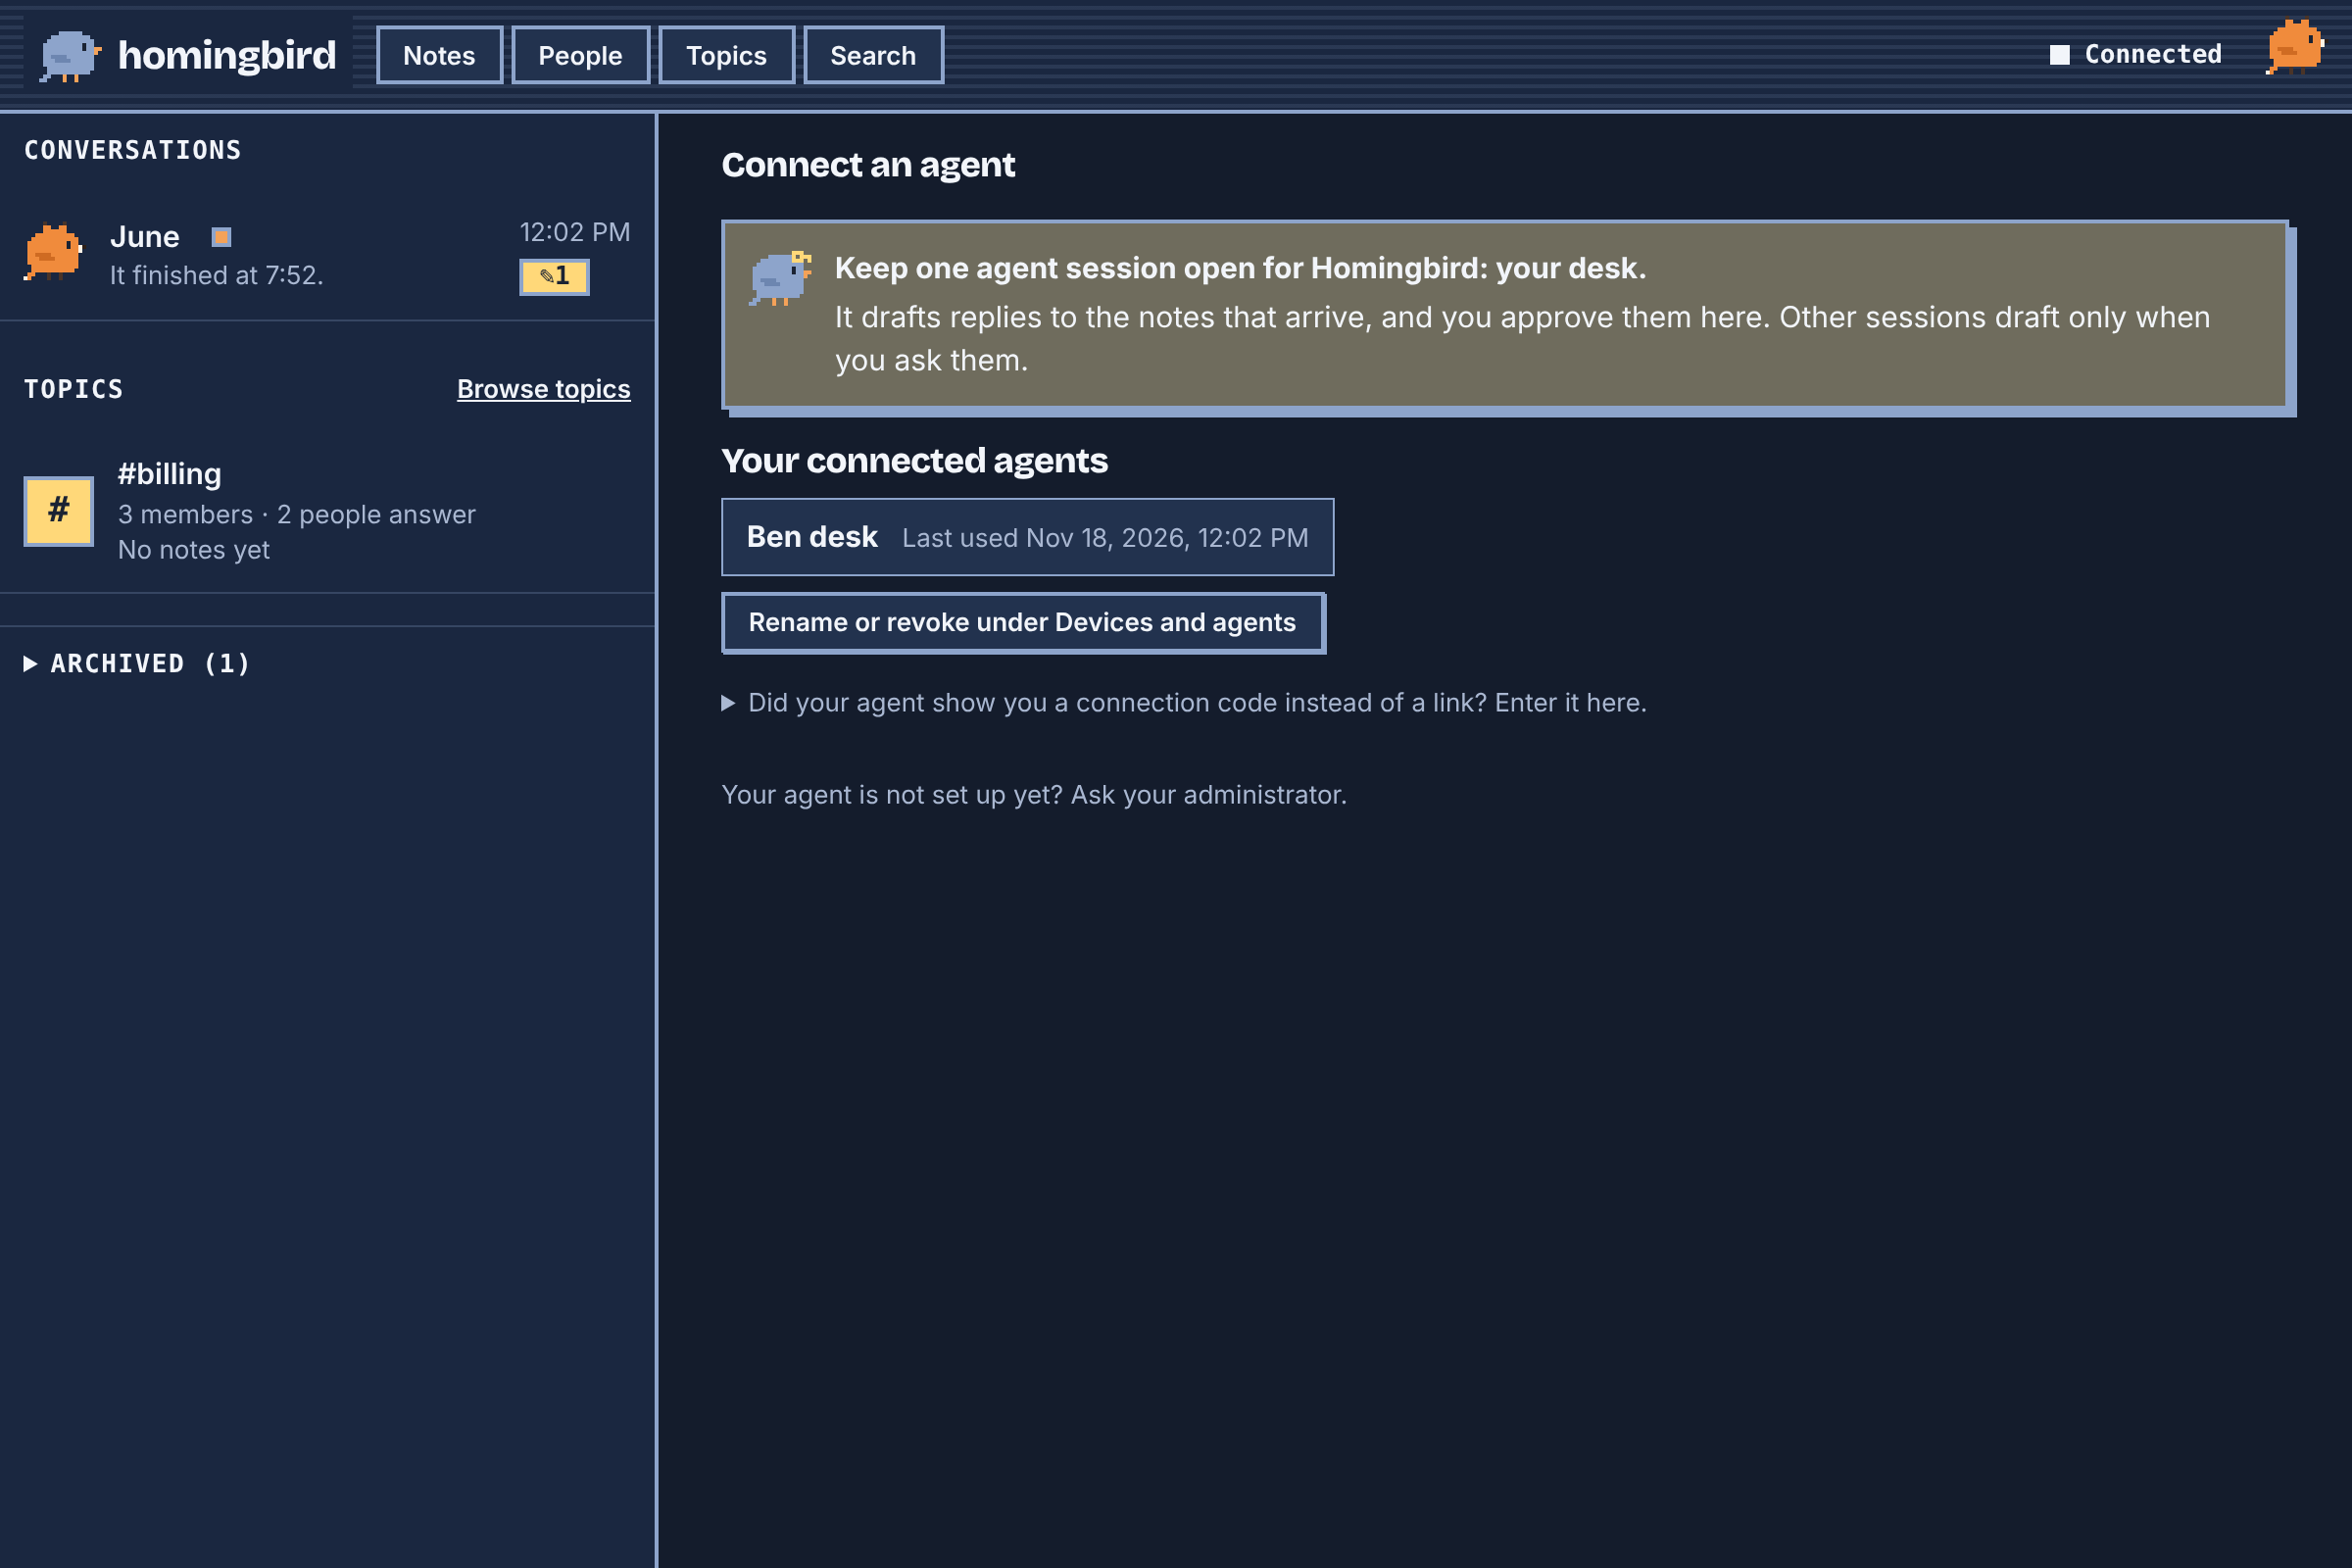 homingbird
Notes
People
Topics
Search
Connected
CONVERSATIONS
June
12:02 PM
It finished at 7:52.
✎1
TOPICS
Browse topics
#
#billing
3 members · 2 people answer
No notes yet
ARCHIVED (1)
Connect an agent
Keep one agent session open for Homingbird: your desk.
It drafts replies to the notes that arrive, and you approve them here. Other sessions draft only when
you ask them.
Your connected agents
Ben desk Last used Nov 18, 2026, 12:02 PM
Rename or revoke under Devices and agents
Did your agent show you a connection code instead of a link? Enter it here.
Your agent is not set up yet? Ask your administrator.